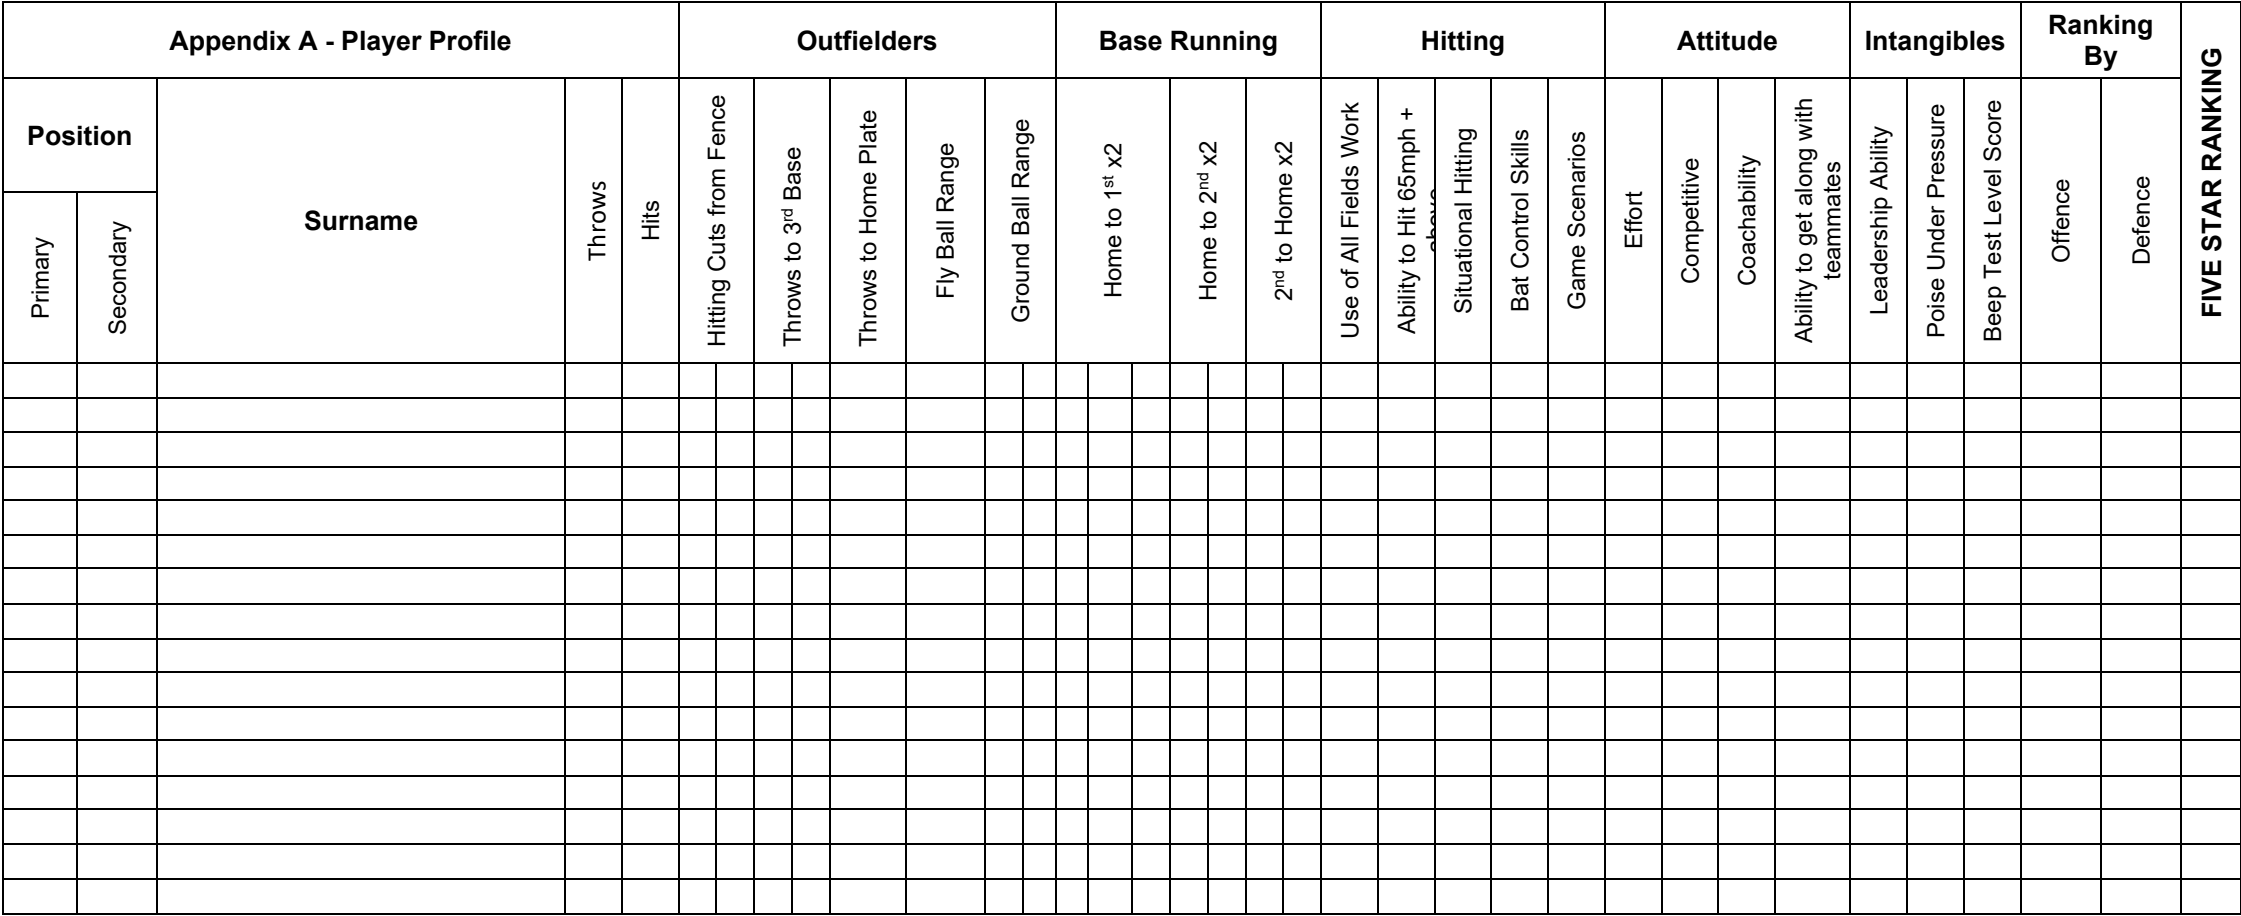 Appendix A - Player Profile
Outfielders
Base Running
Hitting
Attitude
Intangibles
Ranking
By
FIVE STAR RANKING
Position
Primary
Secondary
Surname
Throws
Hits
Hitting Cuts from Fence
Throws to 3rd Base
Throws to Home Plate
Fly Ball Range
Ground Ball Range
Home to 1st x2
Home to 2nd x2
2nd to Home x2
Use of All Fields Work
Ability to Hit 65mph +
Situational Hitting
Bat Control Skills
Game Scenarios
Effort
Competitive
Coachability
Ability to get along with
teammates
Leadership Ability
Poise Under Pressure
Beep Test Level Score
Offence
Defence